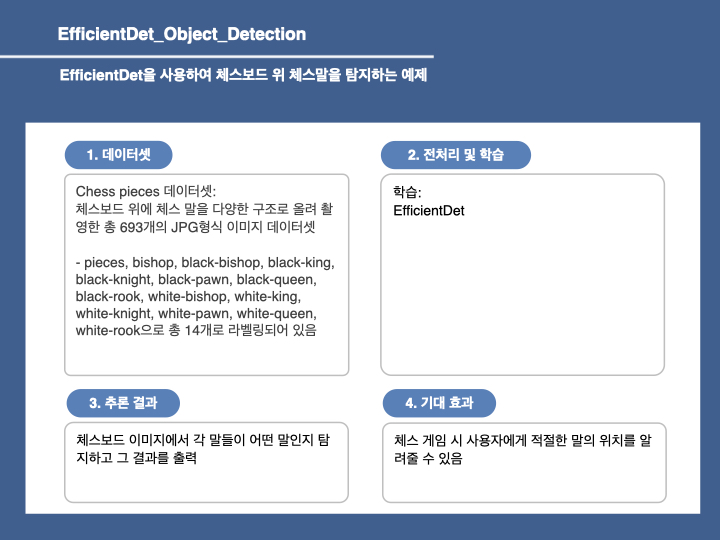 EfficientDet_Object_Detection
EfficientDet을 사용하여 체스보드 위 체스말을 탐지하는 예제
1. 데이터셋
Chess pieces 데이터셋:
체스보드 위에 체스 말을 다양한 구조로 올려 촬
영한 총 693개의 JPG형식 이미지 데이터셋
- pieces, bishop, black-bishop, black-king,
black-knight, black-pawn, black-queen,
black-rook, white-bishop, white-king,
white-knight, white-pawn, white-queen,
white-rook으로 총 14개로 라벨링되어 있음
2. 전처리 및 학습
학습:
EfficientDet
3. 추론 결과
체스보드 이미지에서 각 말들이 어떤 말인지 탐
지하고 그 결과를 출력
4. 기대 효과
체스 게임 시 사용자에게 적절한 말의 위치를 알
려줄 수 있음